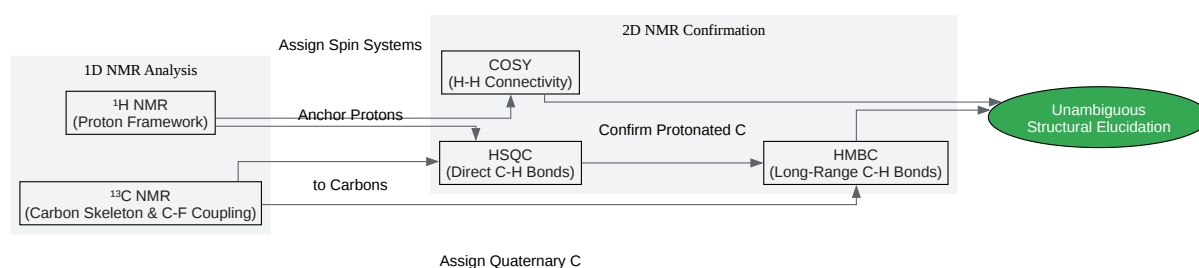 2D NMR Confirmation
Assign Spin Systems
1D NMR Analysis
COSY
(H-H Connectivity)
¹H NMR
(Proton Framework)
Anchor Protons
Unambiguous
Structural Elucidation
Confirm Protonated C
HSQC
(Direct C-H Bonds)
HMBC
(Long-Range C-H Bonds)
to Carbons
¹³C NMR
(Carbon Skeleton & C-F Coupling)
Assign Quaternary C